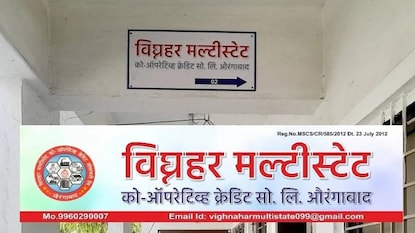 विघ्नहर मल्टीस्टेट
को-ऑपरेटिव्ह क्रेडिट सो. लि. औरंगाबाद
02
Reg.No.MSCS/CR/585/2012 Dt. 23 July 2012
विघ्नहर मल्टीस्टेट
को-ऑपरेटिव्ह क्रेडिट सो. लि. औरंगाबाद
Mo.9960290007
Email Id: vighnaharmultistate099@gmail.com